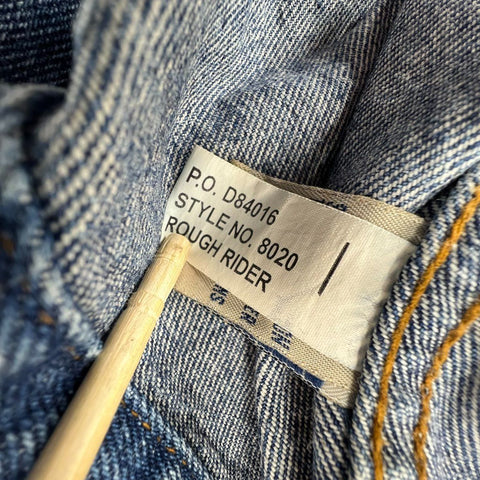 P.O. D84016
STYLE NO. 8020
ROUGH RIDER